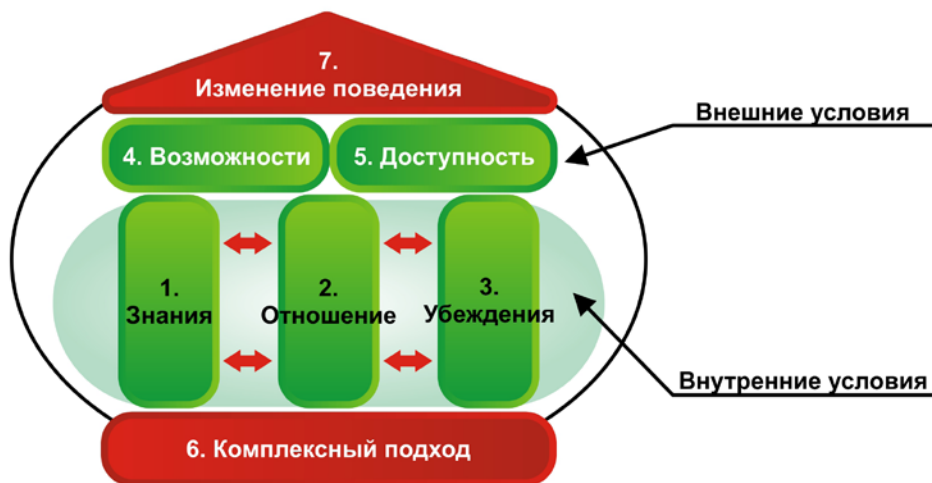 7.
Изменение поведения
Внешние условия
4. Возможности
5. Доступность
1.
Знания
2.
Отношение
3.
Убеждения
Внутренние условия
6. Комплексный подход